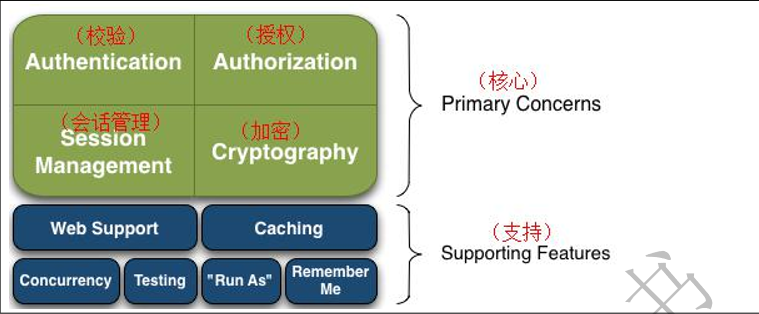 （校验）
Authentication
（授权）
Authorization
（会话管理）
Session
Management
（加密）
Cryptography
（核心）
Primary Concerns
Web Support
Caching
Concurrency
Testing
"Run As"
Remember
Me
（支持）
Supporting Features